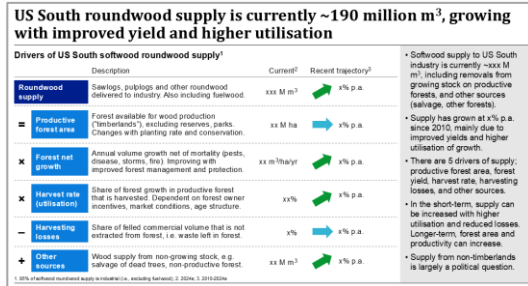 US South roundwood supply is currently ~190 million m³, growing
with improved yield and higher utilisation
Drivers of US South softwood roundwood supply¹
Description
Current²
Recent trajectory³
Roundwood
supply
Sawlogs, pulplogs and other roundwood
delivered to industry. Also including fuelwood.
xxx M m³
x% p.a.
=
Productive
forest area
Forest available for wood production
("timberlands"), excluding reserves, parks.
Changes with planting rate and conservation.
xx M ha
x% p.a.
×
Forest net
growth
Annual volume growth net of mortality (pests,
disease, storms, fire). Improving with
improved forest management and protection.
xx m³/ha/yr
x% p.a.
×
Harvest rate
(utilisation)
Share of forest growth in productive forest
that is harvested. Dependent on forest owner
incentives, market conditions, age structure.
xx%
x% p.a.
–
Harvesting
losses
Share of felled commercial volume that is not
extracted from forest, i.e. waste left in forest.
x%
x% p.a.
+
Other
sources
Wood supply from non-growing stock, e.g.
salvage of dead trees, non-productive forest.
xx M m³
x% p.a.
• Softwood supply to US South
industry is currently ~xxx M
m³, including removals from
growing stock on productive
forests, and other sources
(salvage, other forests).
• Supply has grown at x% p.a.
since 2010, mainly due to
improved yields and higher
utilisation of growth.
• There are 5 drivers of supply;
productive forest area, forest
yield, harvest rate, harvesting
losses, and other sources.
• In the short-term, supply
can be increased with higher
utilisation and reduced losses.
Longer-term, forest area and
productivity can increase.
• Supply from non-timberlands
is largely a political question.
1. 95% of softwood roundwood supply is industrial (i.e., excluding fuelwood); 2. 2024e; 3. 2010-2024e